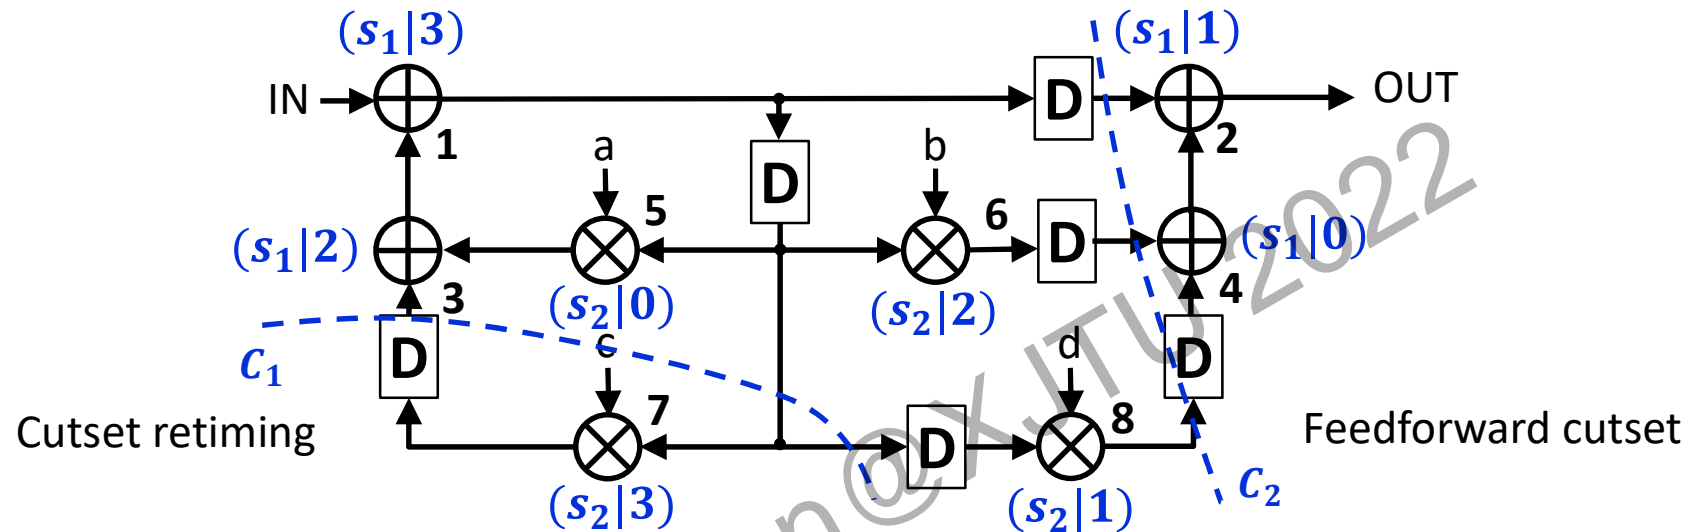 (s₁|3)
(s₁|1)
IN
D
OUT
1
a
b
2
D
5
6
(s₁|2)
D
(s₁|0)
3
(s₂|0)
(s₂|2)
4
C₁
D
c
d
D
Cutset retiming
7
D
8
Feedforward cutset
(s₂|3)
(s₂|1)
C₂
n@XJTU 2022